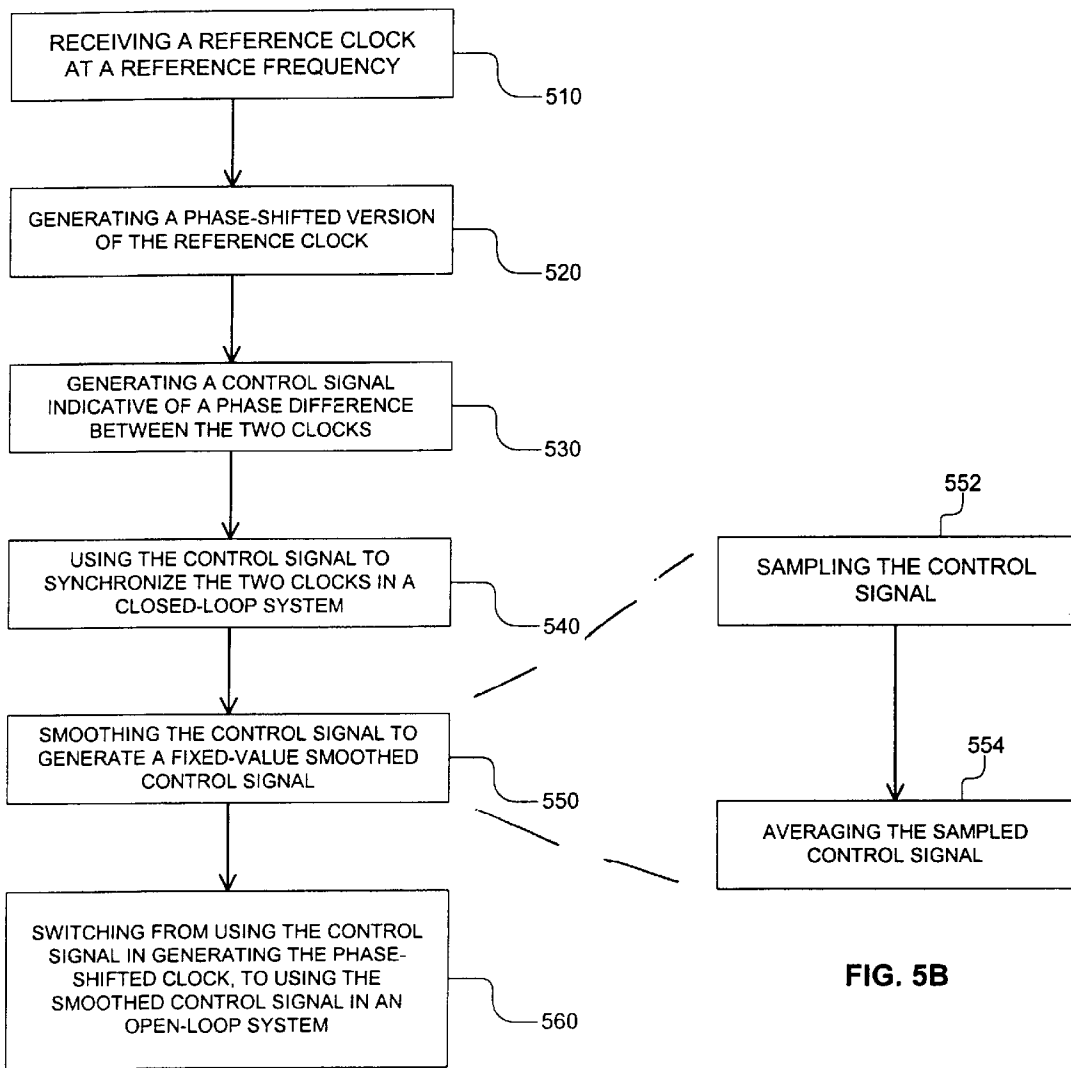 RECEIVING A REFERENCE CLOCK
AT A REFERENCE FREQUENCY
510
GENERATING A PHASE-SHIFTED VERSION
OF THE REFERENCE CLOCK
520
GENERATING A CONTROL SIGNAL
INDICATIVE OF A PHASE DIFFERENCE
BETWEEN THE TWO CLOCKS
530
USING THE CONTROL SIGNAL TO
SYNCHRONIZE THE TWO CLOCKS IN A
CLOSED-LOOP SYSTEM
540
SMOOTHING THE CONTROL SIGNAL TO
GENERATE A FIXED-VALUE SMOOTHED
CONTROL SIGNAL
550
SWITCHING FROM USING THE CONTROL
SIGNAL IN GENERATING THE PHASE-
SHIFTED CLOCK, TO USING THE
SMOOTHED CONTROL SIGNAL IN AN
OPEN-LOOP SYSTEM
560
552
SAMPLING THE CONTROL
SIGNAL
554
AVERAGING THE SAMPLED
CONTROL SIGNAL
FIG. 5B